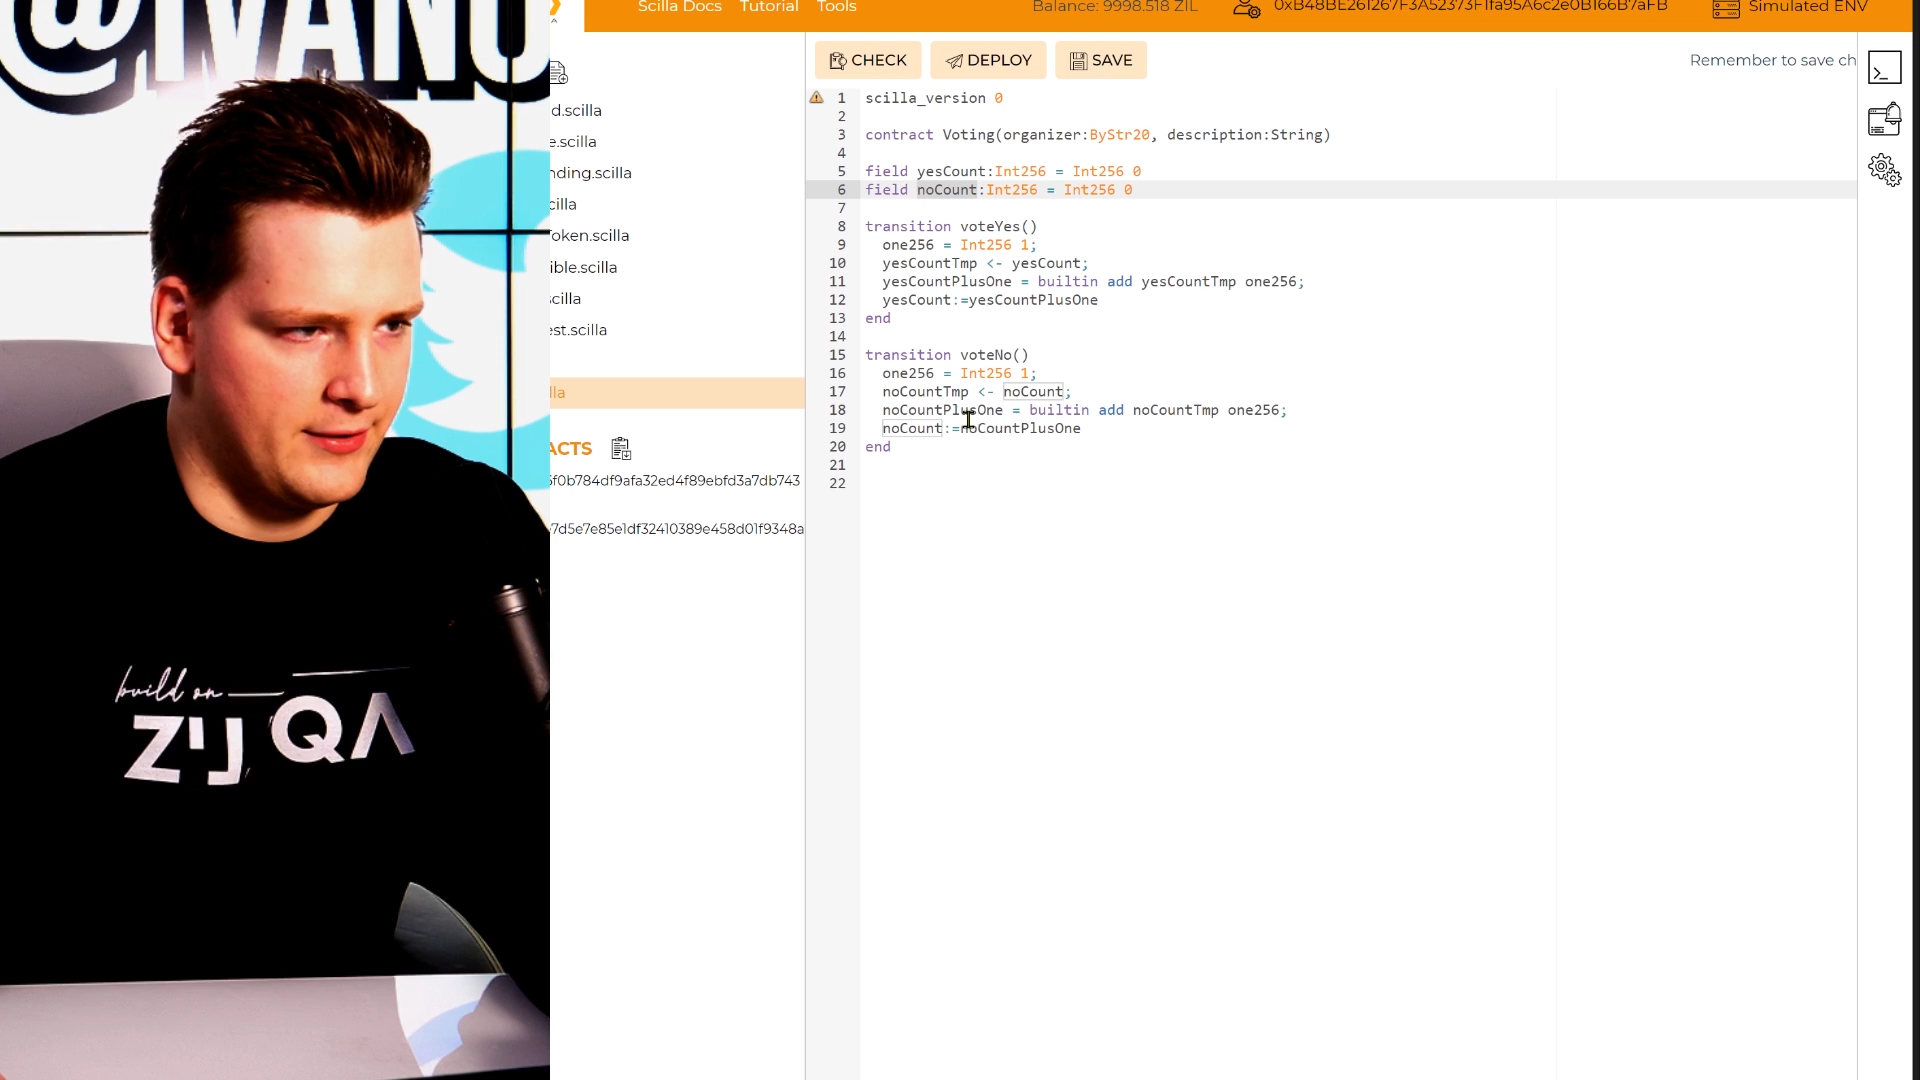 @IVANO
Scilla Docs Tutorial Tools Balance: 9998.518 ZIL 0xB48BE261267F3A52373F1fa95A6c2e0B166B7aFB Simulated ENV
CHECK DEPLOY SAVE Remember to save ch
d.scilla
e.scilla
nding.scilla
cilla
oken.scilla
ible.scilla
scilla
est.scilla
lla
ACTS
f0b784df9afa32ed4f89ebfd3a7db743
7d5e7e85e1df32410389e458d01f9348a
1 scilla_version 0
2
3 contract Voting(organizer:ByStr20, description:String)
4
5 field yesCount:Int256 = Int256 0
6 field noCount:Int256 = Int256 0
7
8 transition voteYes()
9 one256 = Int256 1;
10 yesCountTmp <- yesCount;
11 yesCountPlusOne = builtin add yesCountTmp one256;
12 yesCount:=yesCountPlusOne
13 end
14
15 transition voteNo()
16 one256 = Int256 1;
17 noCountTmp <- noCount;
18 noCountPlusOne = builtin add noCountTmp one256;
19 noCount:=noCountPlusOne
20 end
21
22
build on
ZILLIQA